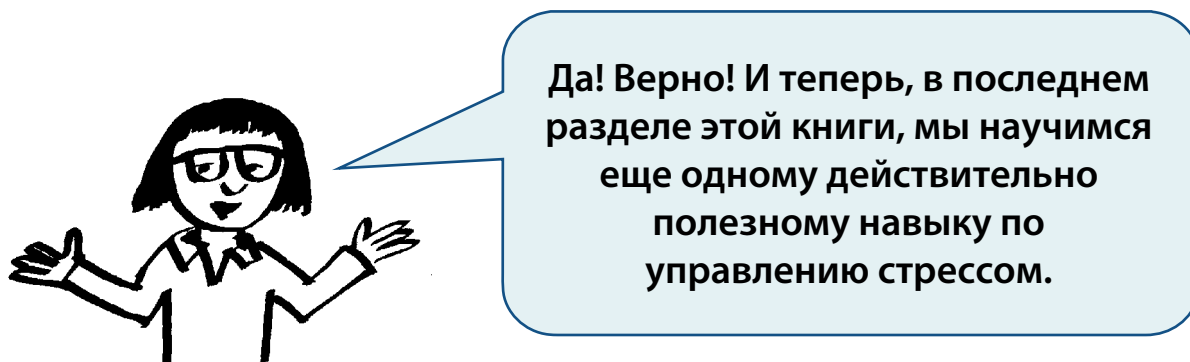 Да! Верно! И теперь, в последнем
разделе этой книги, мы научимся
еще одному действительно
полезному навыку по
управлению стрессом.